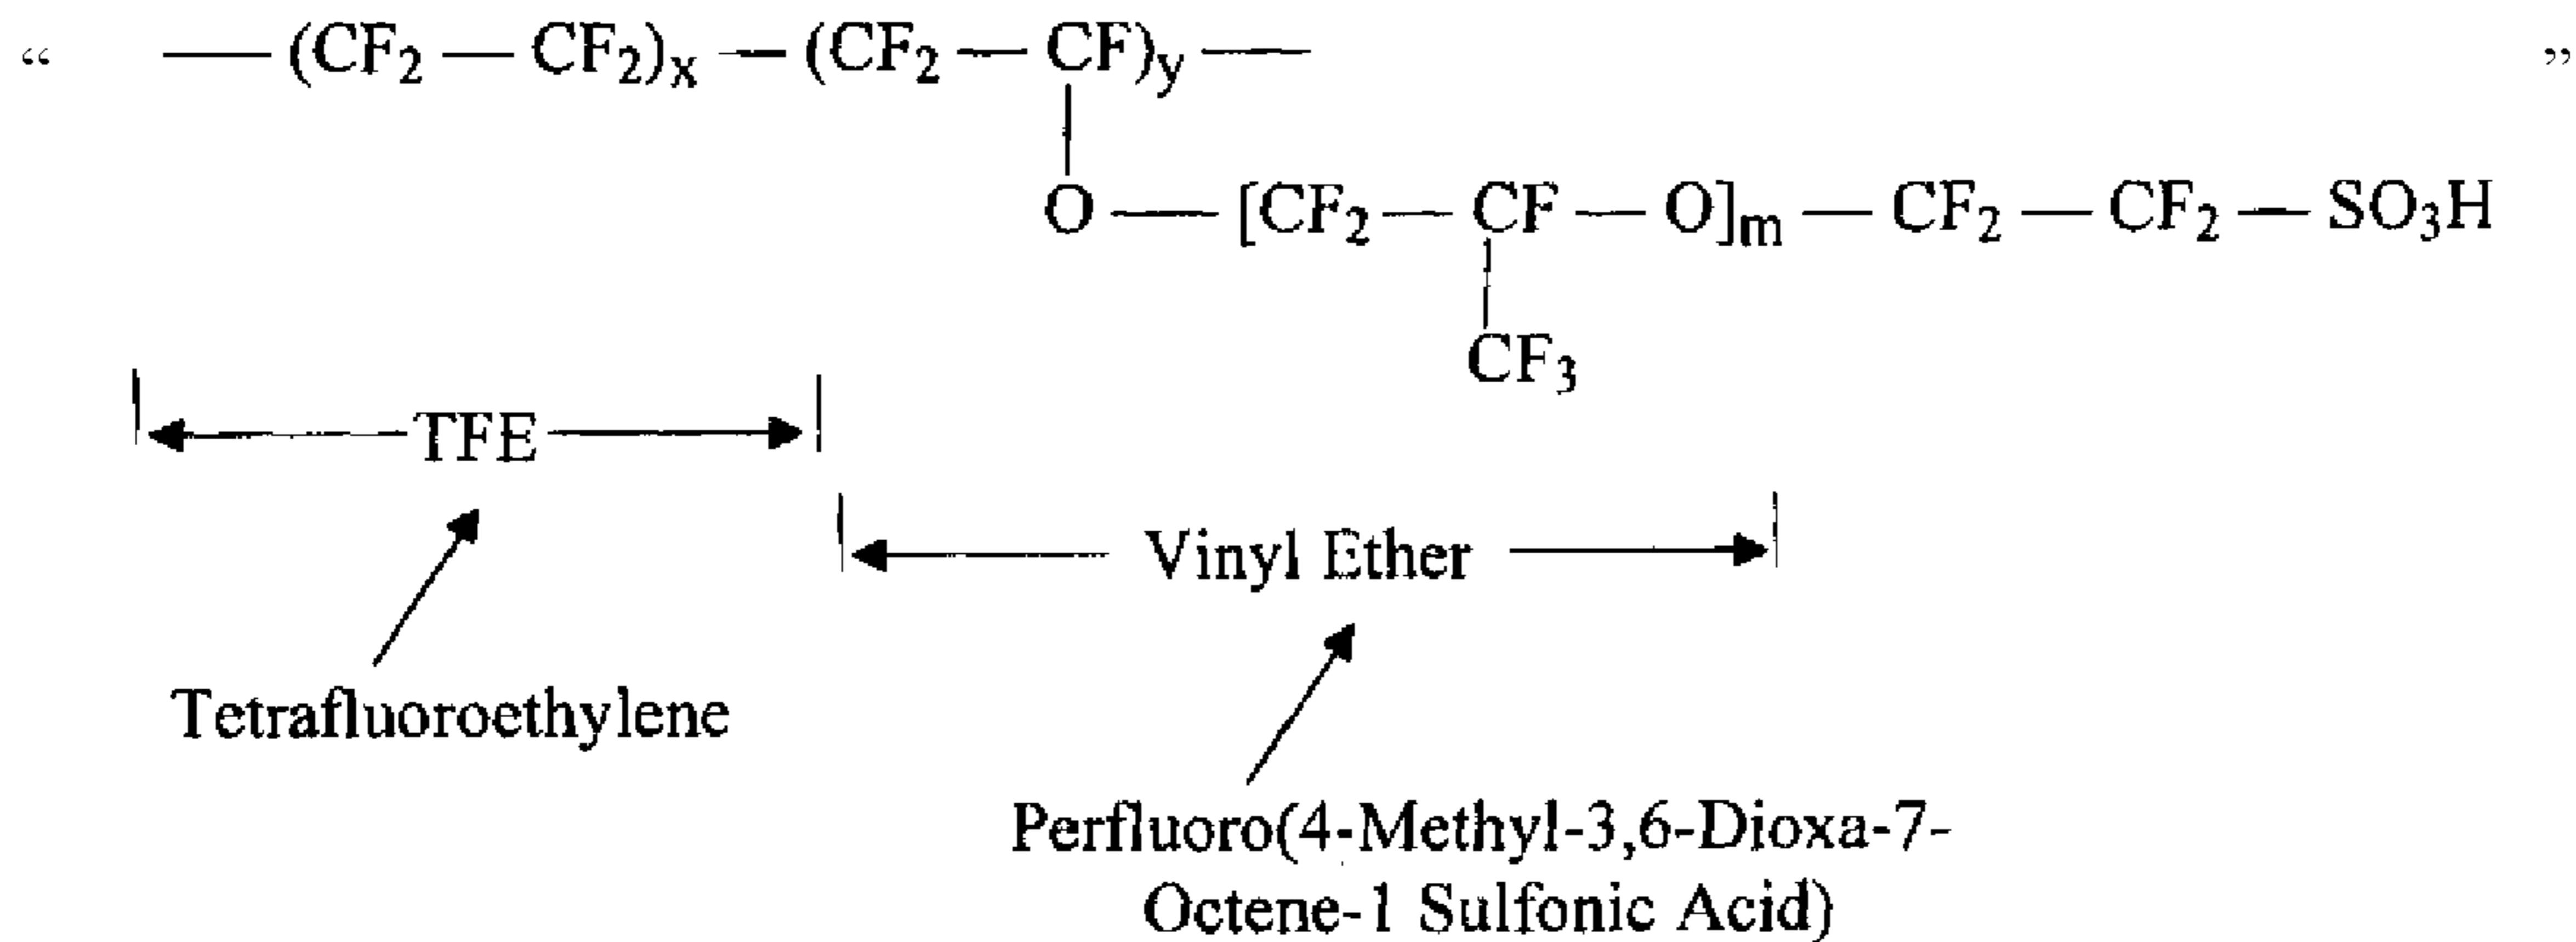 “ — (CF₂ — CF₂)ₓ — (CF₂ — CF)y — ”
O — [CF₂ — CF — O]ₘ — CF₂ — CF₂ — SO₃H
CF₃
TFE
Vinyl Ether
Tetrafluoroethylene
Perfluoro(4-Methyl-3,6-Dioxa-7-
Octene-1 Sulfonic Acid)